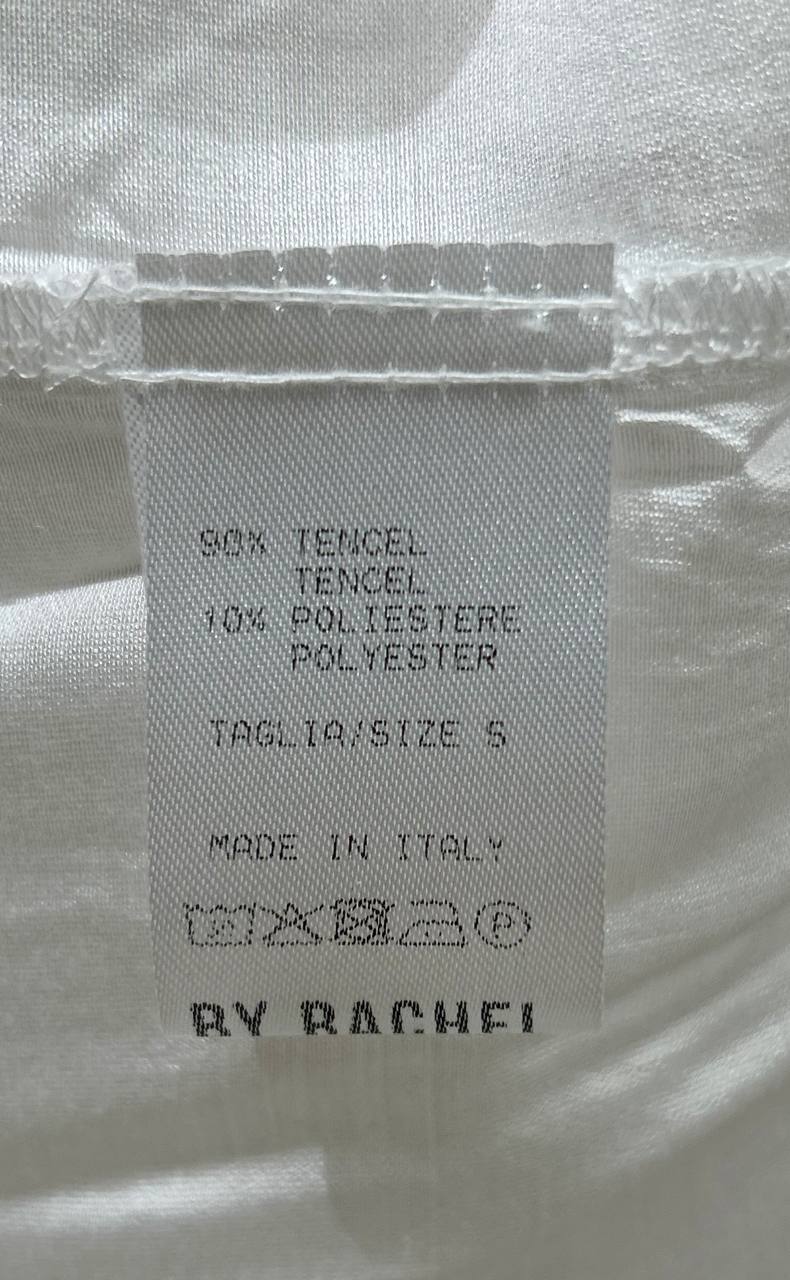 90% TENCEL
TENCEL
10% POLIESTERE
POLYESTER
TAGLIA/SIZE S
MADE IN ITALY
P
BY RACHEL